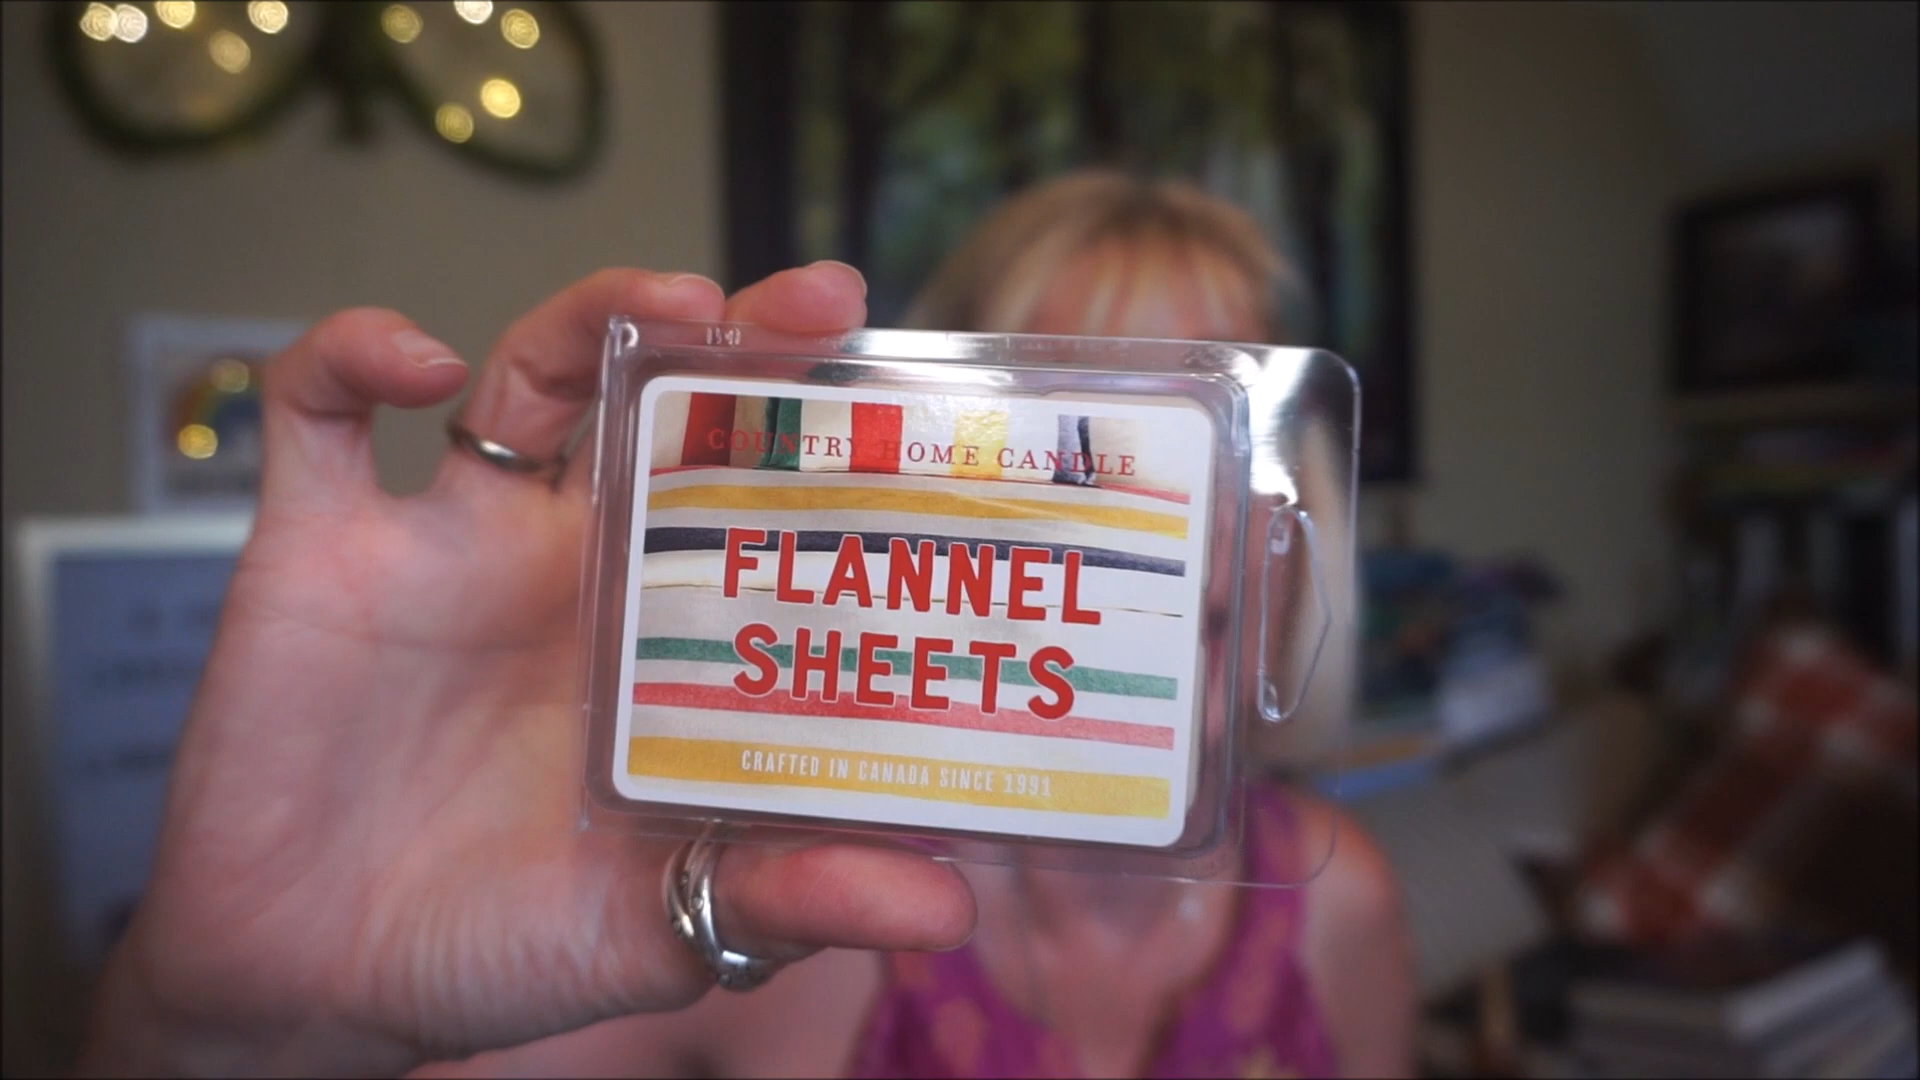 COUNTRY HOME CANDLE
FLANNEL
SHEETS
CRAFTED IN CANADA SINCE 1991